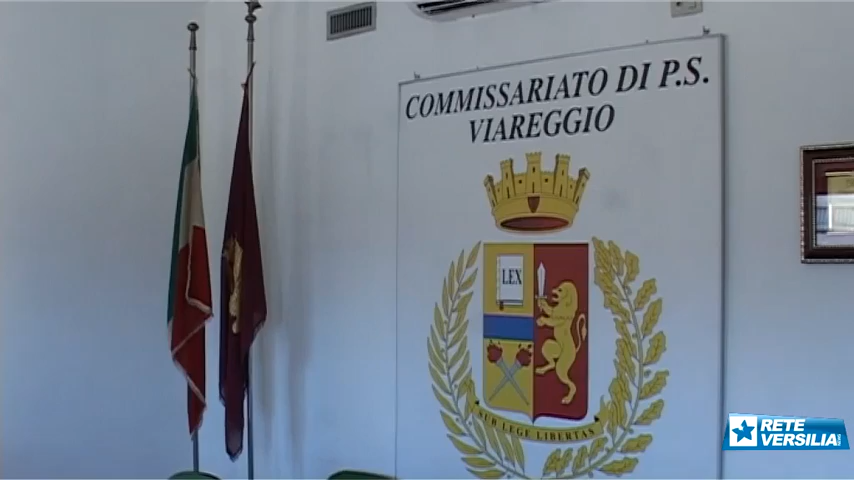 COMMISSARIATO DI P.S.
VIAREGGIO
LEX
SUB LEGE LIBERTAS
RETE
VERSILIA